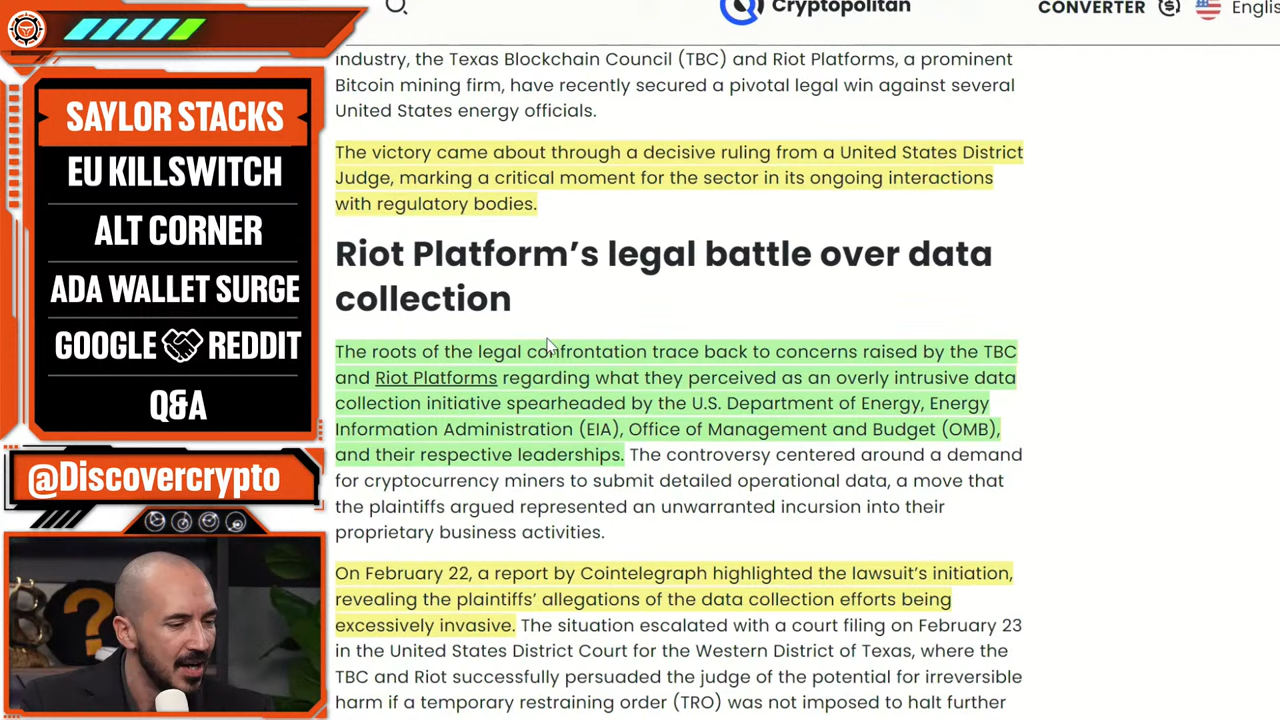 Cryptopolitan
CONVERTER
Englis
SAYLOR STACKS
EU KILLSWITCH
ALT CORNER
ADA WALLET SURGE
GOOGLE REDDIT
Q&A
@Discovercrypto
industry, the Texas Blockchain Council (TBC) and Riot Platforms, a prominent
Bitcoin mining firm, have recently secured a pivotal legal win against several
United States energy officials.
The victory came about through a decisive ruling from a United States District
Judge, marking a critical moment for the sector in its ongoing interactions
with regulatory bodies.
Riot Platform’s legal battle over data
collection
The roots of the legal confrontation trace back to concerns raised by the TBC
and Riot Platforms regarding what they perceived as an overly intrusive data
collection initiative spearheaded by the U.S. Department of Energy, Energy
Information Administration (EIA), Office of Management and Budget (OMB),
and their respective leaderships. The controversy centered around a demand
for cryptocurrency miners to submit detailed operational data, a move that
the plaintiffs argued represented an unwarranted incursion into their
proprietary business activities.
On February 22, a report by Cointelegraph highlighted the lawsuit’s initiation,
revealing the plaintiffs’ allegations of the data collection efforts being
excessively invasive. The situation escalated with a court filing on February 23
in the United States District Court for the Western District of Texas, where the
TBC and Riot successfully persuaded the judge of the potential for irreversible
harm if a temporary restraining order (TRO) was not imposed to halt further